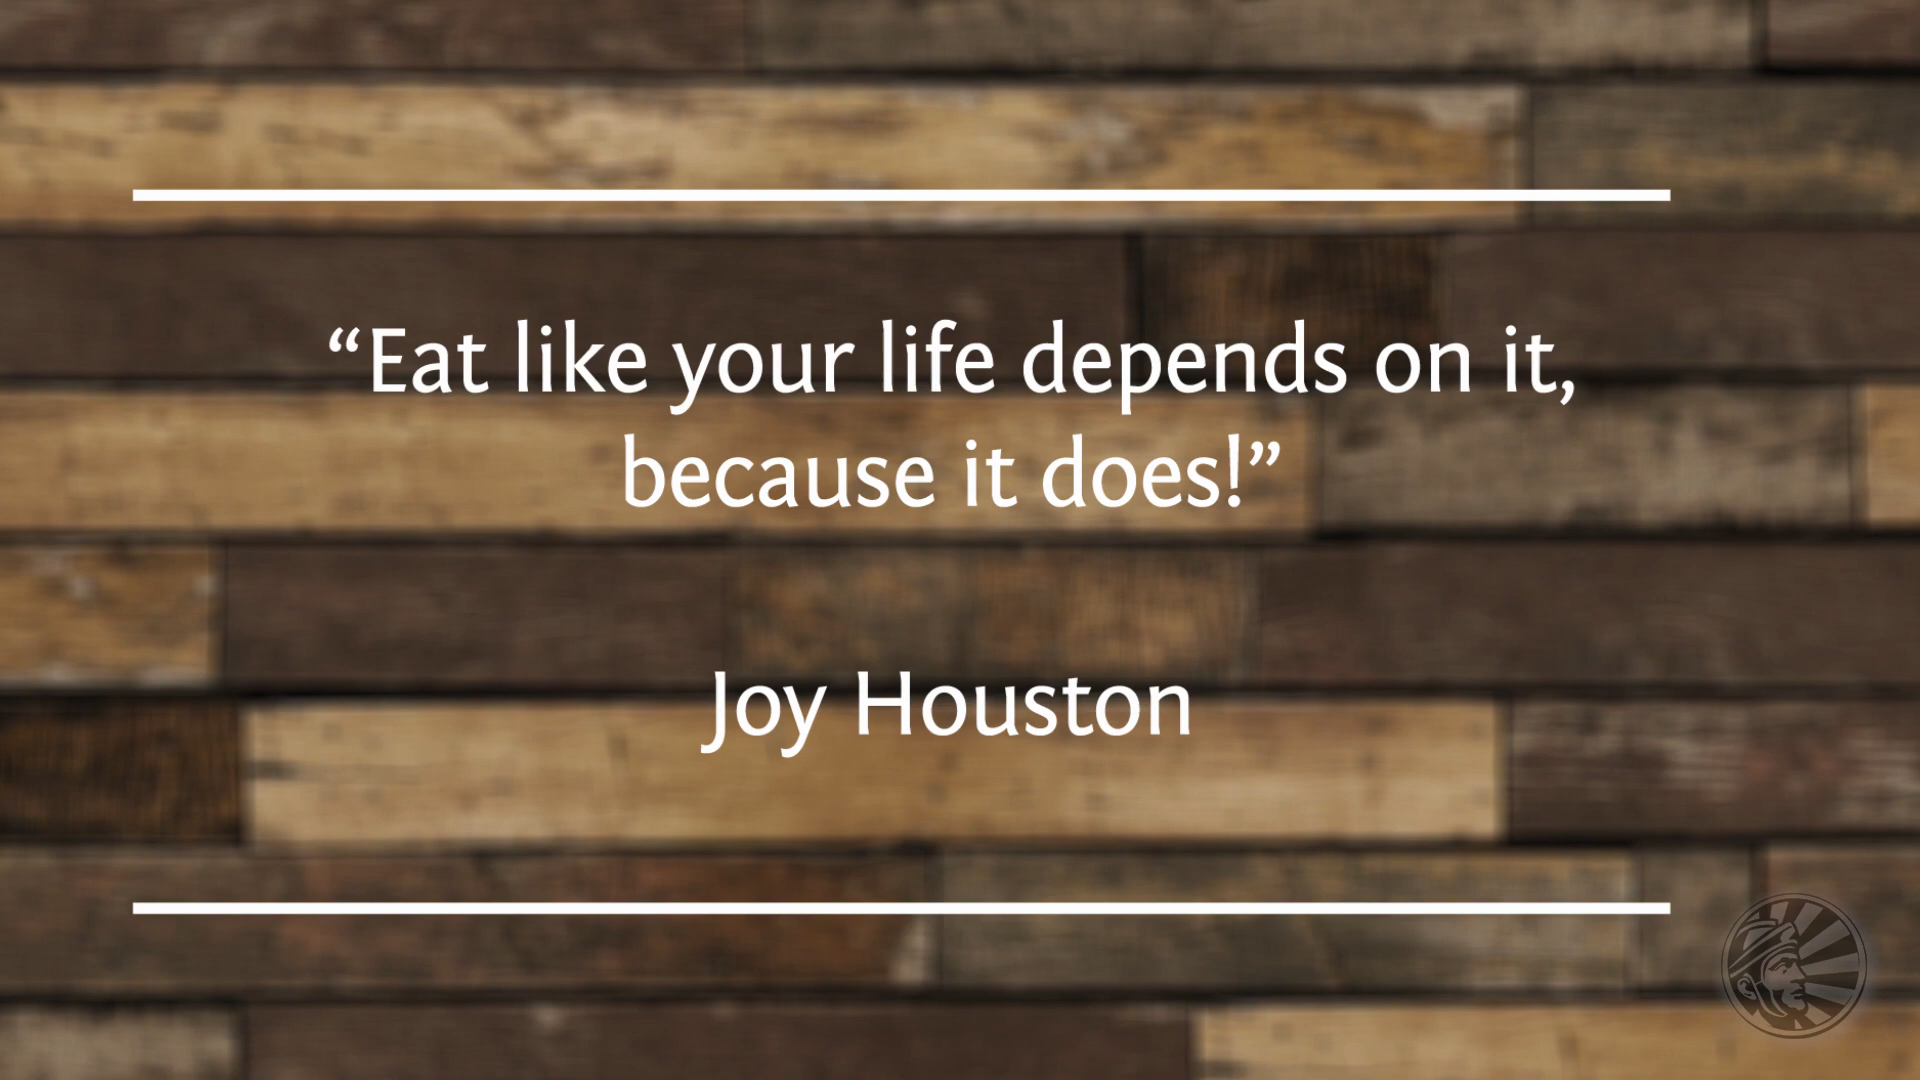 “Eat like your life depends on it,
because it does!”
Joy Houston